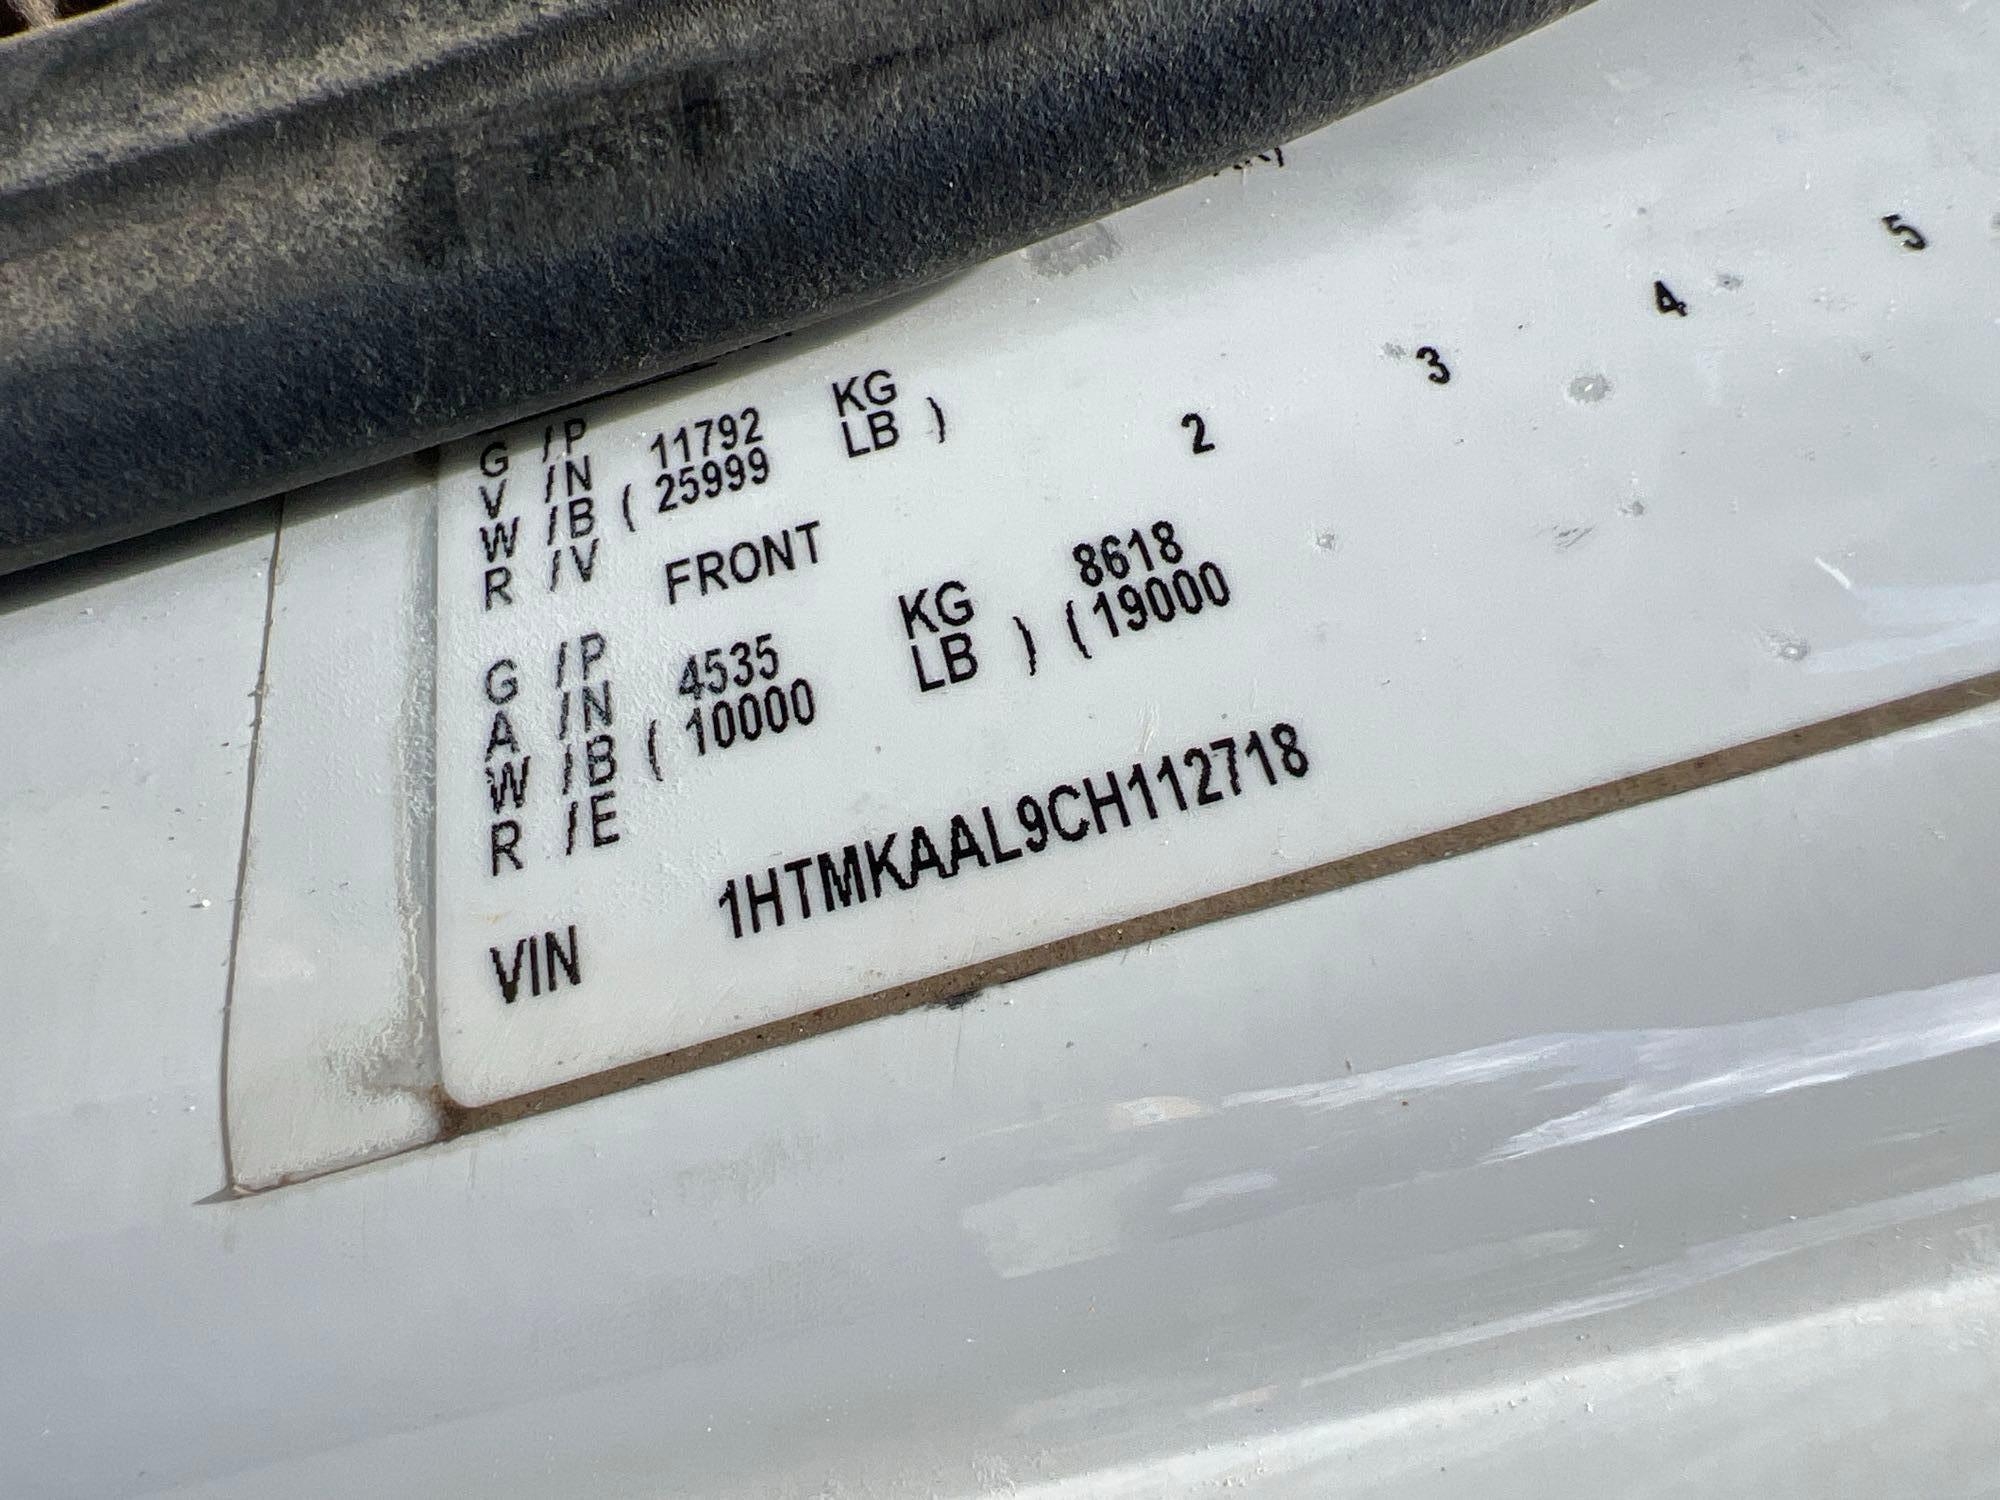 G /P 11792 KG
V /N ( 25999 LB )
W /B
R /V FRONT 2 3 4 5
G /P 4535 KG 8618
A /N ( 10000 LB ) ( 19000
W /B
R /E
VIN 1HTMKAAL9CH112718